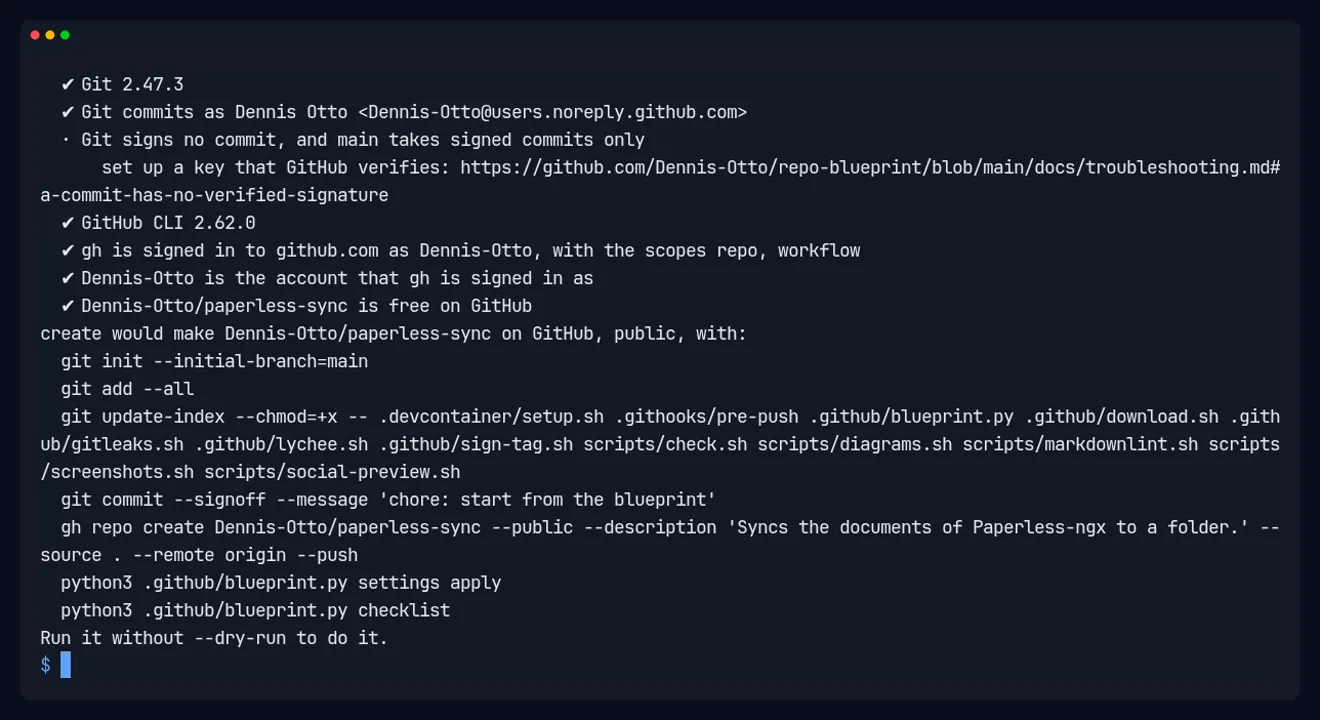 ✔ Git 2.47.3
✔ Git commits as Dennis Otto <Dennis-Otto@users.noreply.github.com>
· Git signs no commit, and main takes signed commits only
set up a key that GitHub verifies: https://github.com/Dennis-Otto/repo-blueprint/blob/main/docs/troubleshooting.md#
a-commit-has-no-verified-signature
✔ GitHub CLI 2.62.0
✔ gh is signed in to github.com as Dennis-Otto, with the scopes repo, workflow
✔ Dennis-Otto is the account that gh is signed in as
✔ Dennis-Otto/paperless-sync is free on GitHub
create would make Dennis-Otto/paperless-sync on GitHub, public, with:
git init --initial-branch=main
git add --all
git update-index --chmod=+x -- .devcontainer/setup.sh .githooks/pre-push .github/blueprint.py .github/download.sh .gith
ub/gitleaks.sh .github/lychee.sh .github/sign-tag.sh scripts/check.sh scripts/diagrams.sh scripts/markdownlint.sh scripts
/screenshots.sh scripts/social-preview.sh
git commit --signoff --message 'chore: start from the blueprint'
gh repo create Dennis-Otto/paperless-sync --public --description 'Syncs the documents of Paperless-ngx to a folder.' --
source . --remote origin --push
python3 .github/blueprint.py settings apply
python3 .github/blueprint.py checklist
Run it without --dry-run to do it.
$